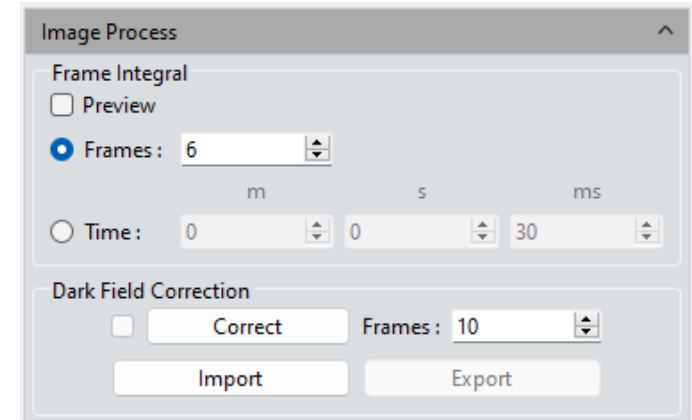 Image Process
Frame Integral
Preview
Frames : 6
m s ms
Time : 0 0 30
Dark Field Correction
Correct Frames : 10
Import Export